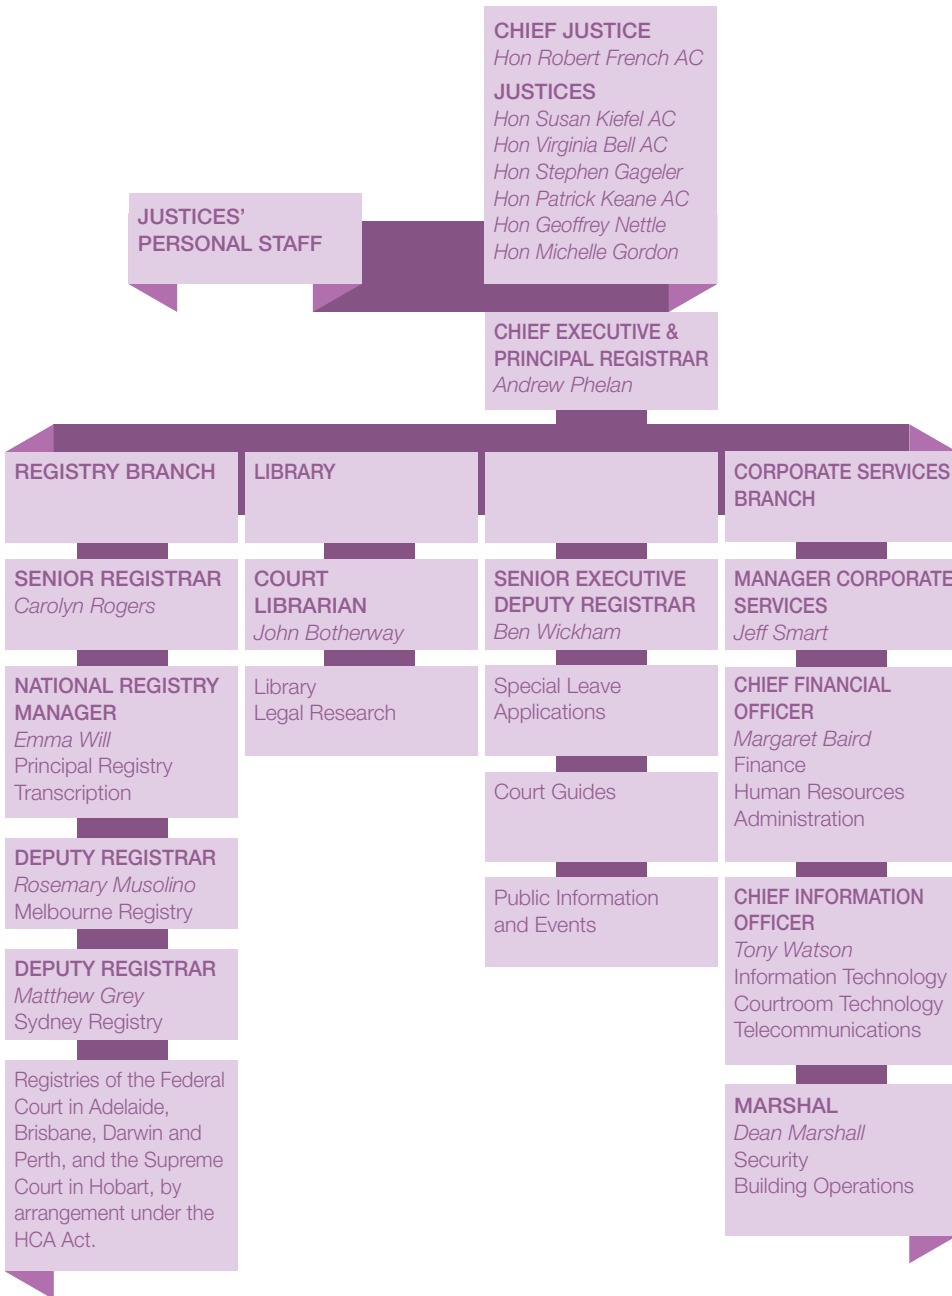 CHIEF JUSTICE
Hon Robert French AC
JUSTICES
Hon Susan Kiefel AC
Hon Virginia Bell AC
Hon Stephen Gageler
Hon Patrick Keane AC
Hon Geoffrey Nettle
Hon Michelle Gordon
JUSTICES’
PERSONAL STAFF
CHIEF EXECUTIVE &
PRINCIPAL REGISTRAR
Andrew Phelan
REGISTRY BRANCH
SENIOR REGISTRAR
Carolyn Rogers
NATIONAL REGISTRY
MANAGER
Emma Will
Principal Registry
Transcription
DEPUTY REGISTRAR
Rosemary Musolino
Melbourne Registry
DEPUTY REGISTRAR
Matthew Grey
Sydney Registry
Registries of the Federal
Court in Adelaide,
Brisbane, Darwin and
Perth, and the Supreme
Court in Hobart, by
arrangement under the
HCA Act.
LIBRARY
COURT
LIBRARIAN
John Botherway
Library
Legal Research
SENIOR EXECUTIVE
DEPUTY REGISTRAR
Ben Wickham
Special Leave
Applications
Court Guides
Public Information
and Events
CORPORATE SERVICES
BRANCH
MANAGER CORPORATE
SERVICES
Jeff Smart
CHIEF FINANCIAL
OFFICER
Margaret Baird
Finance
Human Resources
Administration
CHIEF INFORMATION
OFFICER
Tony Watson
Information Technology
Courtroom Technology
Telecommunications
MARSHAL
Dean Marshall
Security
Building Operations